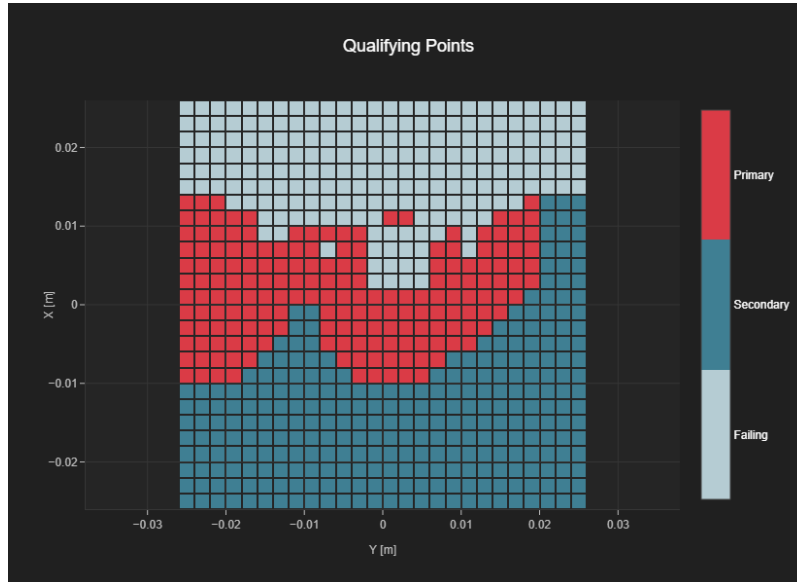 Qualifying Points
X [m]
0.02
0.01
0
−0.01
−0.02
−0.03
−0.02
−0.01
0
0.01
0.02
0.03
Y [m]
Primary
Secondary
Failing